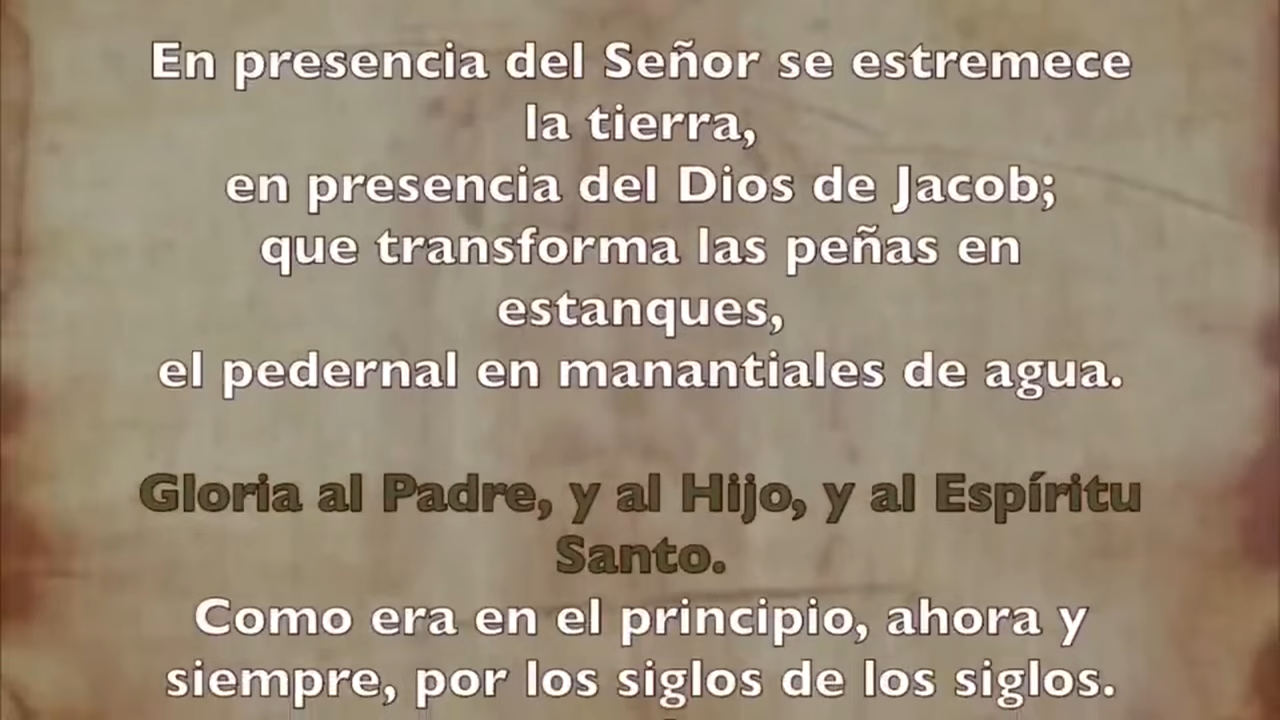 En presencia del Señor se estremece
la tierra,
en presencia del Dios de Jacob;
que transforma las peñas en
estanques,
el pedernal en manantiales de agua.
Gloria al Padre, y al Hijo, y al Espíritu
Santo.
Como era en el principio, ahora y
siempre, por los siglos de los siglos.